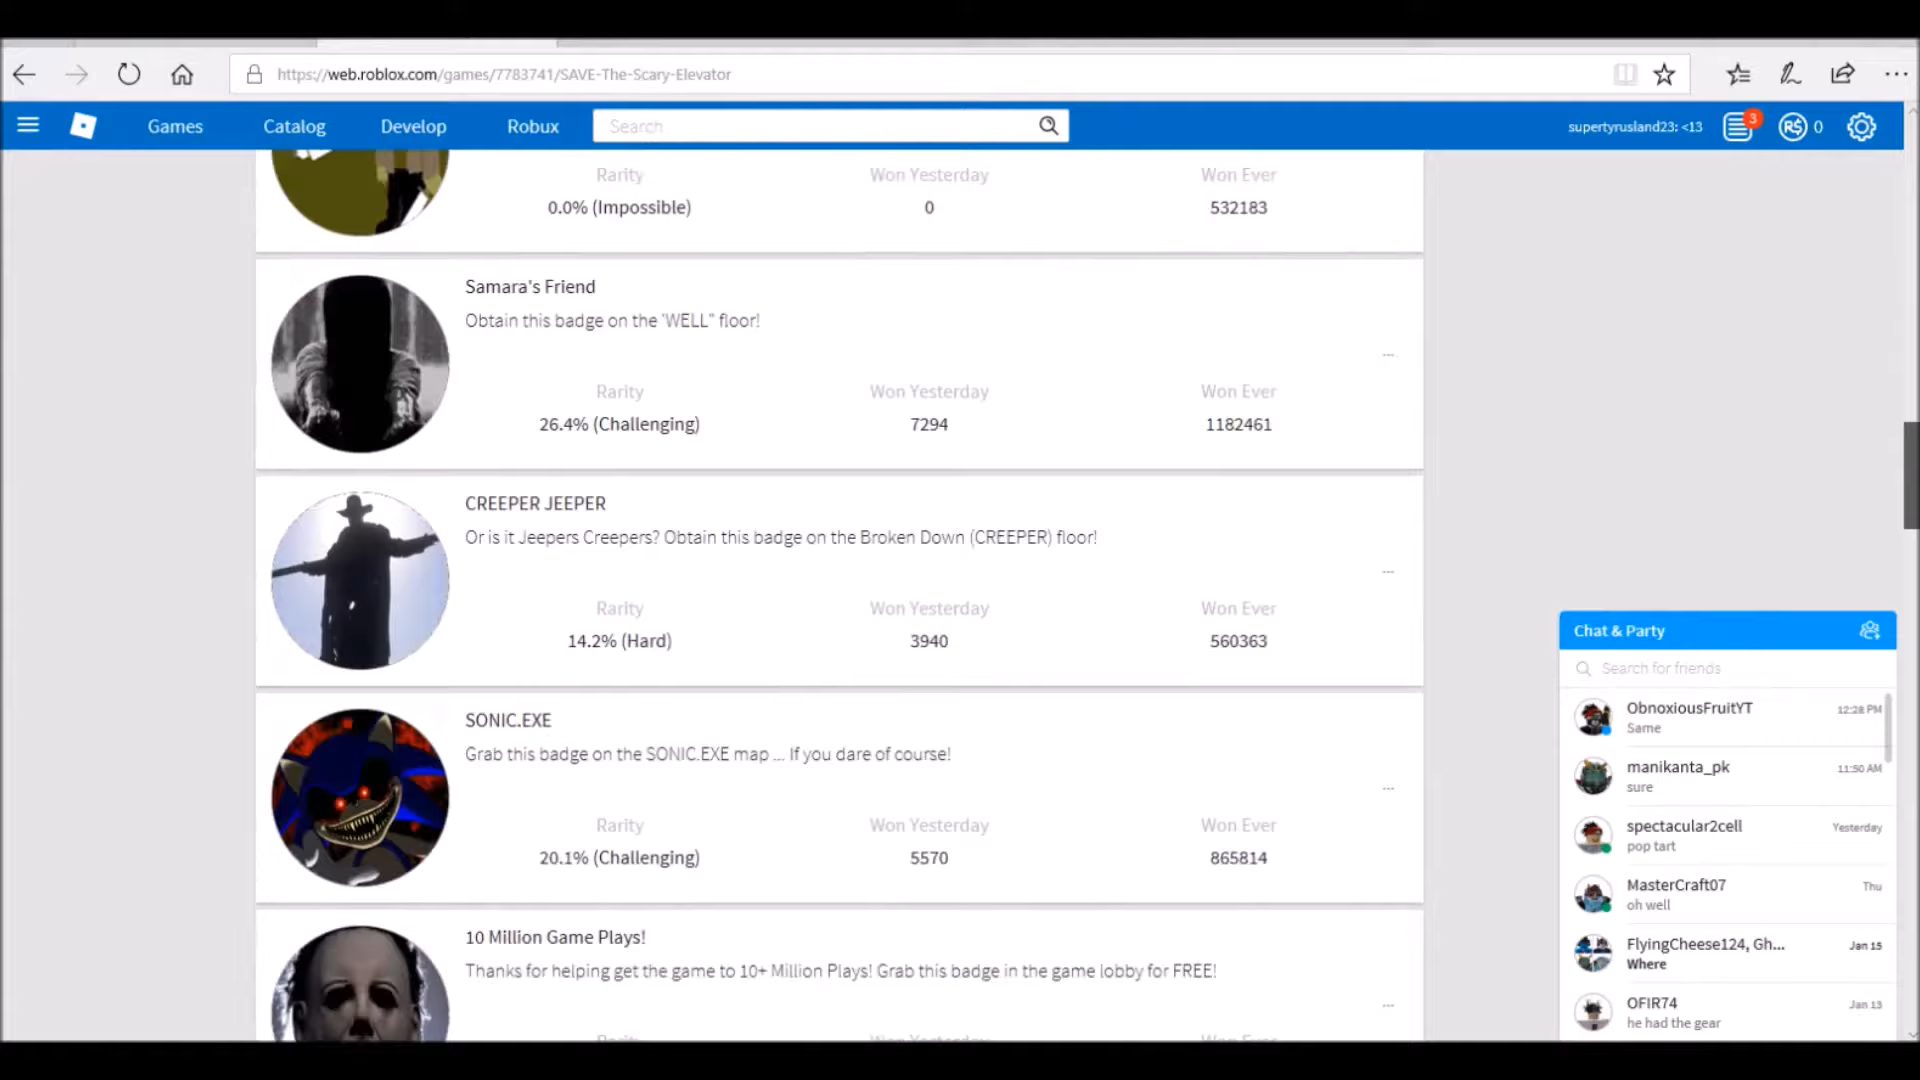 https://web.roblox.com/games/7783741/SAVE-The-Scary-Elevator
Games Catalog Develop Robux Search supertyrusland23: <13 3 R$ 0
Rarity Won Yesterday Won Ever
0.0% (Impossible) 0 532183
Samara's Friend
Obtain this badge on the 'WELL" floor!
Rarity Won Yesterday Won Ever
26.4% (Challenging) 7294 1182461
CREEPER JEEPER
Or is it Jeepers Creepers? Obtain this badge on the Broken Down (CREEPER) floor!
Rarity Won Yesterday Won Ever
14.2% (Hard) 3940 560363
SONIC.EXE
Grab this badge on the SONIC.EXE map ... If you dare of course!
Rarity Won Yesterday Won Ever
20.1% (Challenging) 5570 865814
10 Million Game Plays!
Thanks for helping get the game to 10+ Million Plays! Grab this badge in the game lobby for FREE!
Rarity Won Yesterday Won Ever
Chat & Party
Search for friends
ObnoxiousFruitYT 12:28 PM
Same
manikanta_pk 11:50 AM
sure
spectacular2cell Yesterday
pop tart
MasterCraft07 Thu
oh well
FlyingCheese124, Gh... Jan 15
Where
OFIR74 Jan 13
he had the gear